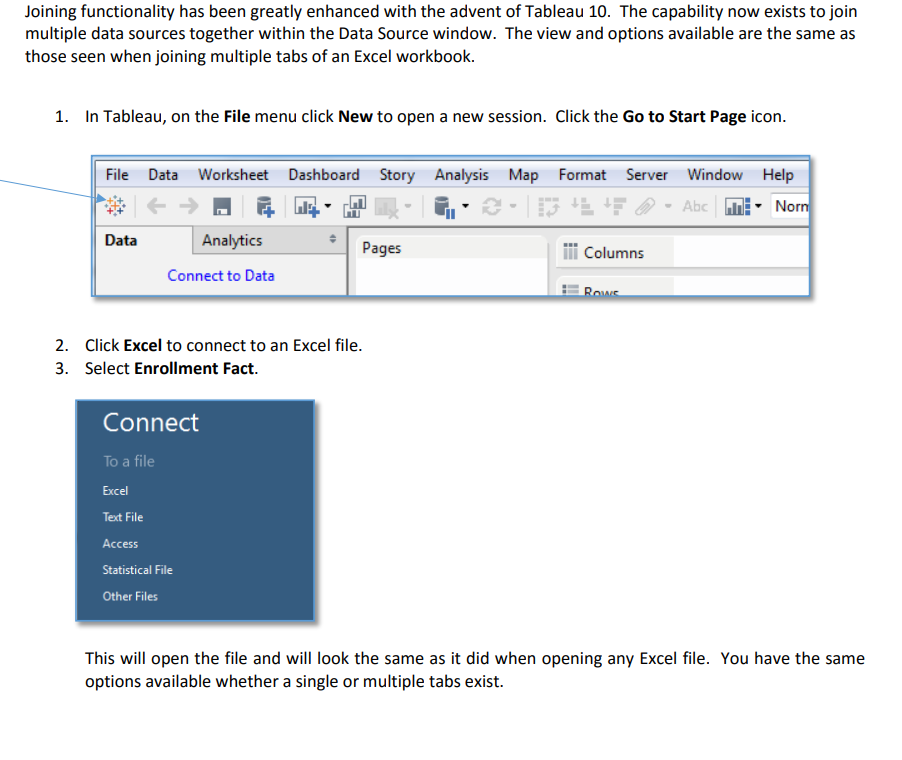 Joining functionality has been greatly enhanced with the advent of Tableau 10. The capability now exists to join
multiple data sources together within the Data Source window. The view and options available are the same as
those seen when joining multiple tabs of an Excel workbook.
1. In Tableau, on the File menu click New to open a new session. Click the Go to Start Page icon.
File Data Worksheet Dashboard Story Analysis Map Format Server Window Help
Abc Norm
Data Analytics Pages Columns
Connect to Data
Rows
2. Click Excel to connect to an Excel file.
3. Select Enrollment Fact.
Connect
To a file
Excel
Text File
Access
Statistical File
Other Files
This will open the file and will look the same as it did when opening any Excel file. You have the same
options available whether a single or multiple tabs exist.